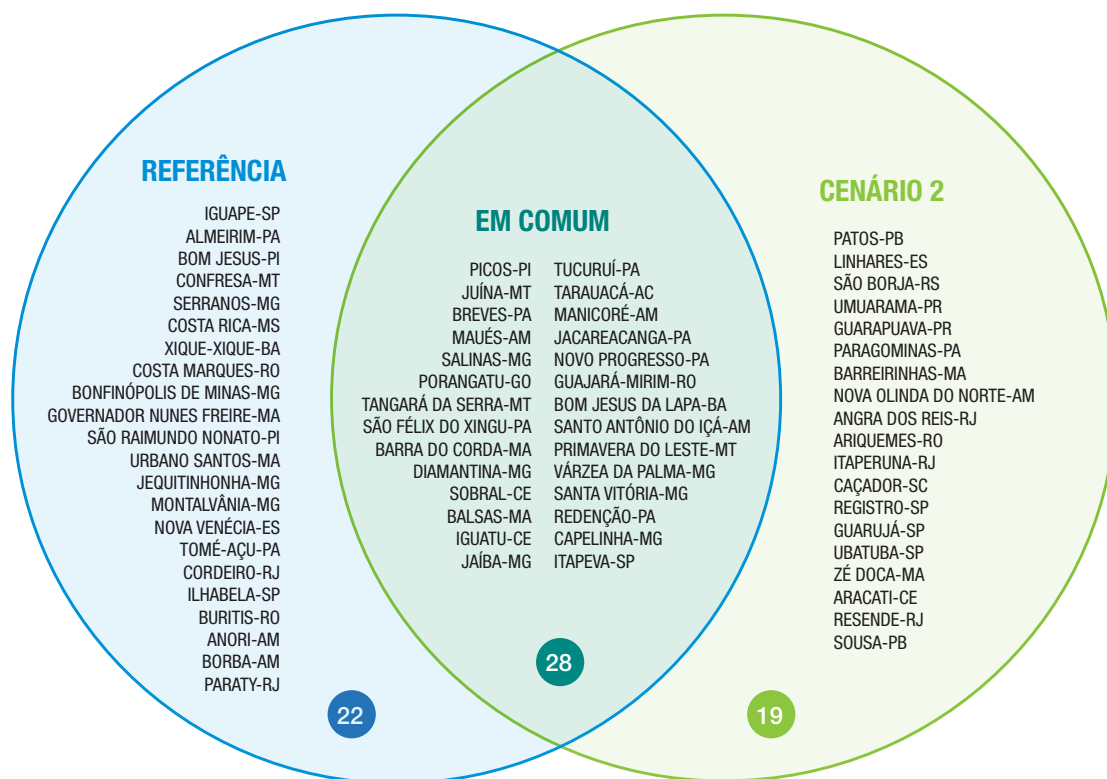 REFERÊNCIA
IGUAPE-SP
ALMEIRIM-PA
BOM JESUS-PI
CONFRESA-MT
SERRANOS-MG
COSTA RICA-MS
XIQUE-XIQUE-BA
COSTA MARQUES-RO
BONFINÓPOLIS DE MINAS-MG
GOVERNADOR NUNES FREIRE-MA
SÃO RAIMUNDO NONATO-PI
URBANO SANTOS-MA
JEQUITINHONHA-MG
MONTALVÂNIA-MG
NOVA VENÉCIA-ES
TOMÉ-AÇU-PA
CORDEIRO-RJ
ILHABELA-SP
BURITIS-RO
ANORI-AM
BORBA-AM
PARATY-RJ
22
EM COMUM
PICOS-PI
JUÍNA-MT
BREVES-PA
MAUÉS-AM
SALINAS-MG
PORANGATU-GO
TANGARÁ DA SERRA-MT
SÃO FÉLIX DO XINGU-PA
BARRA DO CORDA-MA
DIAMANTINA-MG
SOBRAL-CE
BALSAS-MA
IGUATU-CE
JAÍBA-MG
TUCURUÍ-PA
TARAUACÁ-AC
MANICORÉ-AM
JACAREACANGA-PA
NOVO PROGRESSO-PA
GUAJARÁ-MIRIM-RO
BOM JESUS DA LAPA-BA
SANTO ANTÔNIO DO IÇÁ-AM
PRIMAVERA DO LESTE-MT
VÁRZEA DA PALMA-MG
SANTA VITÓRIA-MG
REDENÇÃO-PA
CAPELINHA-MG
ITAPEVA-SP
28
CENÁRIO 2
PATOS-PB
LINHARES-ES
SÃO BORJA-RS
UMUARAMA-PR
GUARAPUAVA-PR
PARAGOMINAS-PA
BARREIRINHAS-MA
NOVA OLINDA DO NORTE-AM
ANGRA DOS REIS-RJ
ARIQUEMES-RO
ITAPERUNA-RJ
CAÇADOR-SC
REGISTRO-SP
GUARUJÁ-SP
UBATUBA-SP
ZÉ DOCA-MA
ARACATI-CE
RESENDE-RJ
SOUSA-PB
19